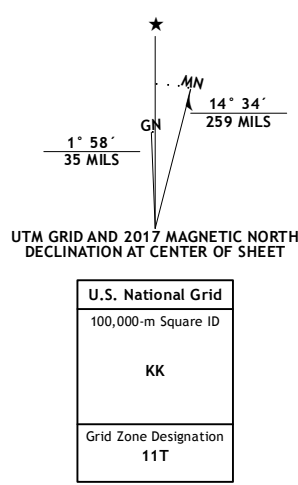 MN
14° 34´
259 MILS
GN
1° 58´
35 MILS
UTM GRID AND 2017 MAGNETIC NORTH
DECLINATION AT CENTER OF SHEET
U.S. National Grid
100,000-m Square ID
KK
Grid Zone Designation
11T